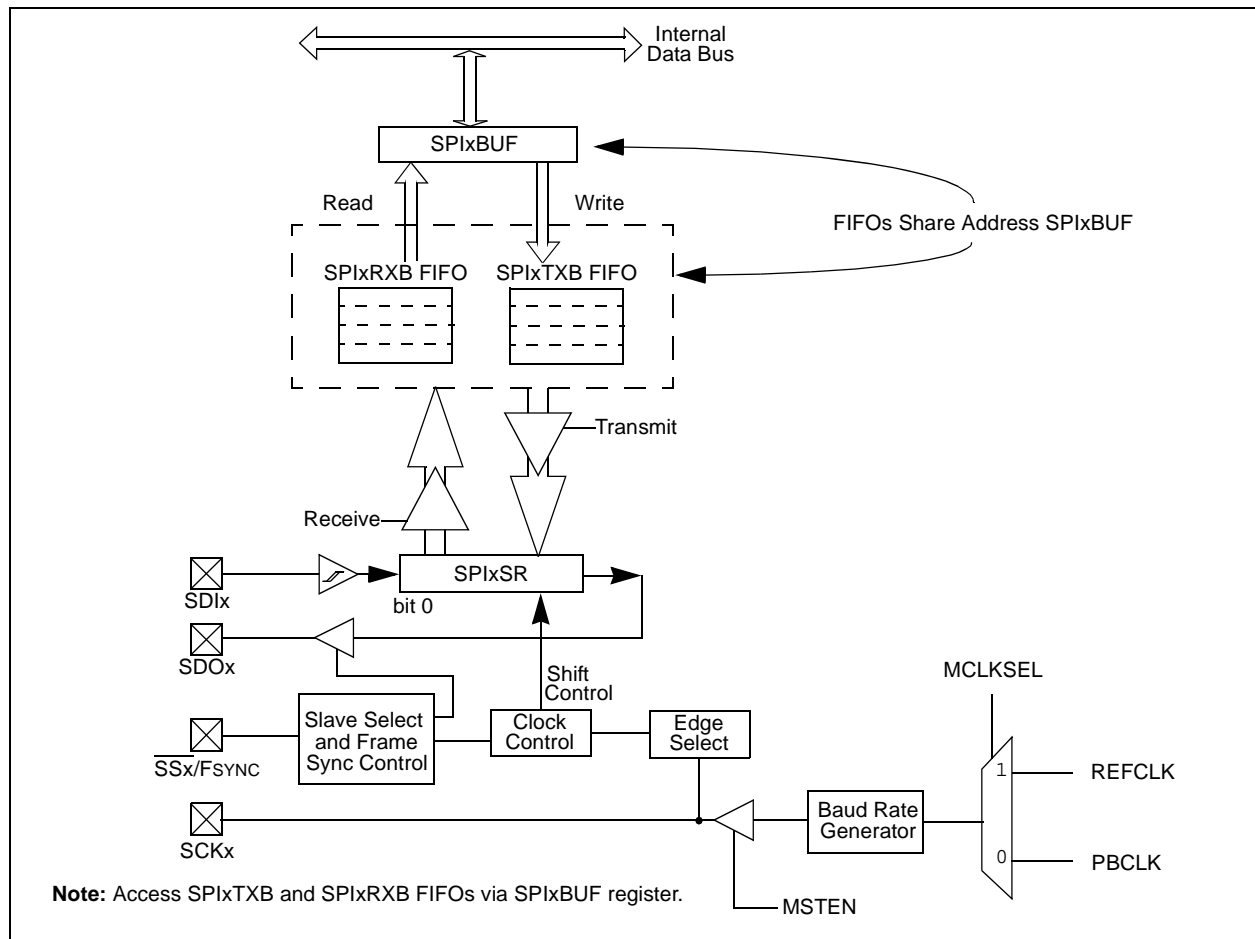 Internal
Data Bus
SPIxBUF
Read
Write
FIFOs Share Address SPIxBUF
SPIxRXB FIFO
SPIxTXB FIFO
Transmit
Receive
SPIxSR
SDIx
bit 0
SDOx
Shift
Control
MCLKSEL
Slave Select
and Frame
Sync Control
Clock
Control
Edge
Select
SSx/FSYNC
1
REFCLK
Baud Rate
Generator
SCKx
0
PBCLK
Note: Access SPIxTXB and SPIxRXB FIFOs via SPIxBUF register.
MSTEN